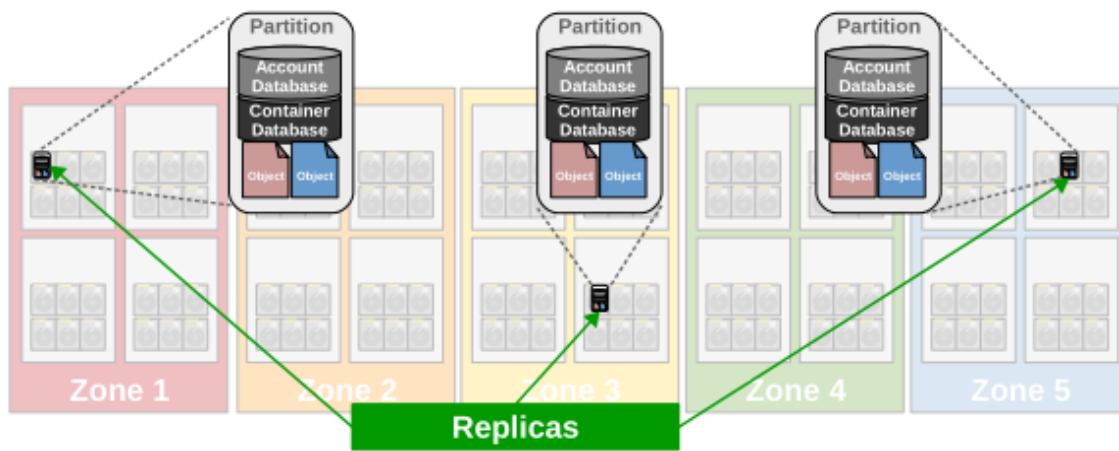 Partition
Account
Database
Container
Database
Object
Object
Partition
Account
Database
Container
Database
Object
Object
Partition
Account
Database
Container
Database
Object
Object
Zone 1
Zone 2
Zone 3
Zone 4
Zone 5
Replicas